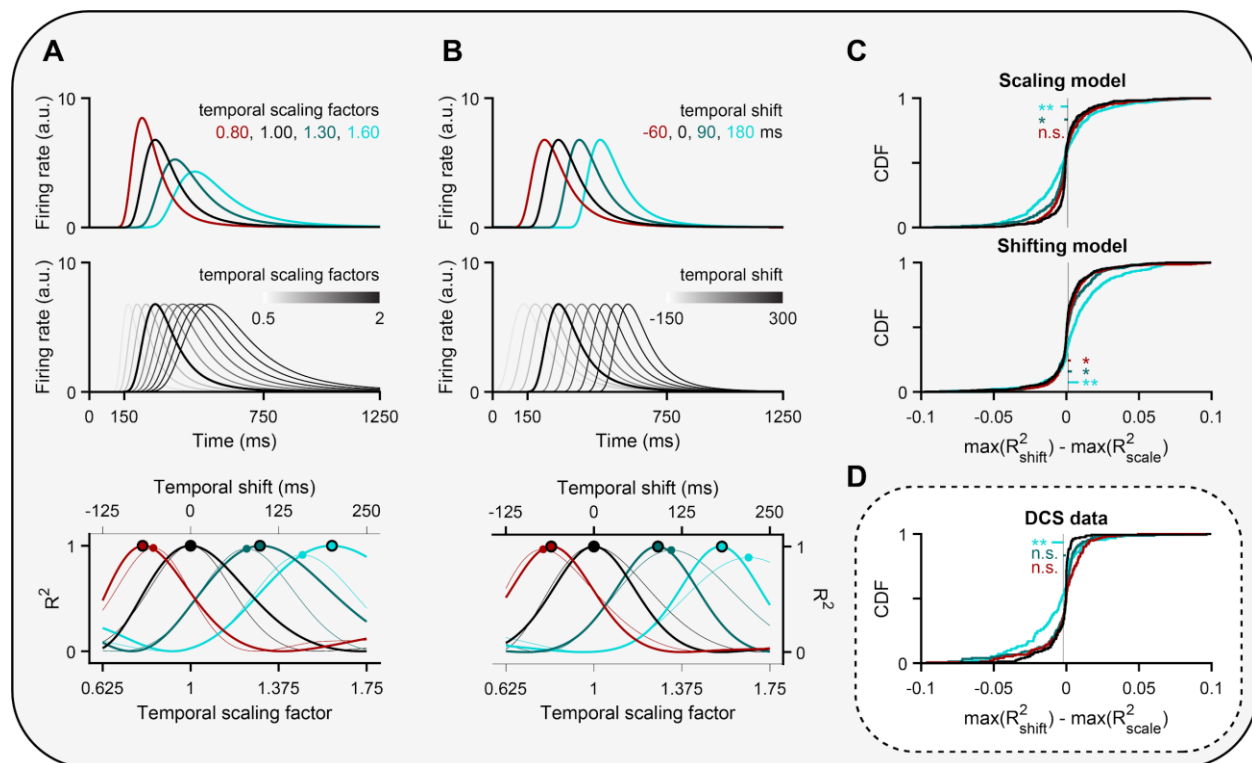 A
B
C
10
temporal scaling factors
0.80, 1.00, 1.30, 1.60
Firing rate (a.u.)
0
10
temporal scaling factors
0.5
2
Firing rate (a.u.)
0
0
150
750
1250
Time (ms)
Temporal shift (ms)
-125
0
125
250
1
R²
0
0.625
1
1.375
1.75
Temporal scaling factor
10
temporal shift
-60, 0, 90, 180 ms
Firing rate (a.u.)
0
10
temporal shift
-150
300
Firing rate (a.u.)
0
0
150
750
1250
Time (ms)
Temporal shift (ms)
-125
0
125
250
1
R²
0
0.625
1
1.375
1.75
Temporal scaling factor
Scaling model
1
**
*
n.s.
CDF
0
Shifting model
1
CDF
*
*
**
0
-0.1
-0.05
0
0.05
0.1
max(R²shift) - max(R²scale)
D
DCS data
1
**
n.s.
n.s.
CDF
0
-0.1
-0.05
0
0.05
0.1
max(R²shift) - max(R²scale)